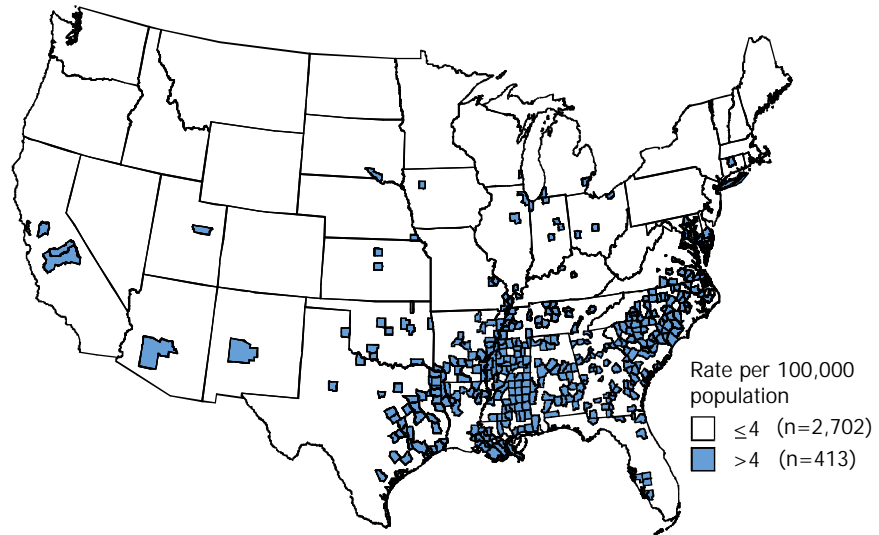 Rate per 100,000
population
≤4 (n=2,702)
>4 (n=413)